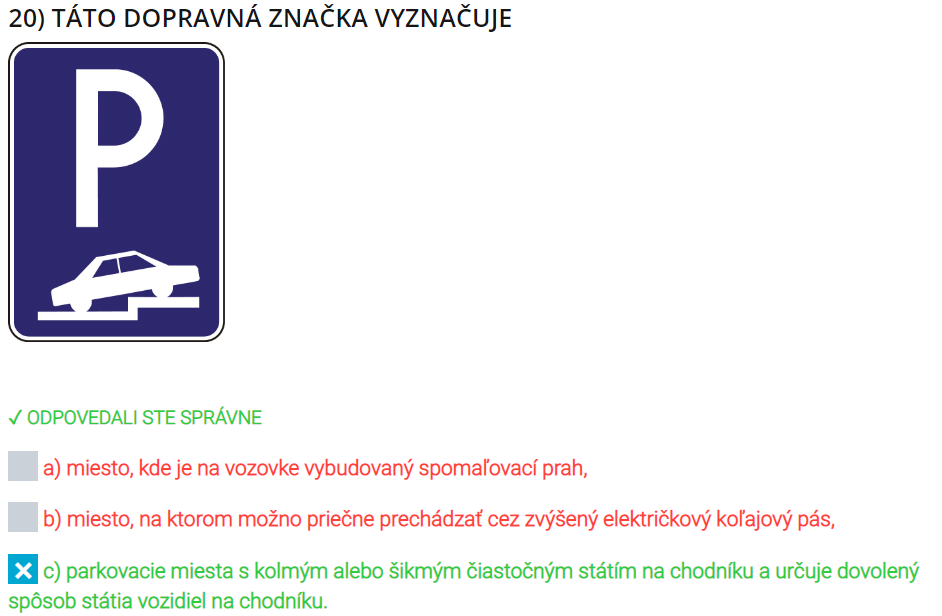 20) TÁTO DOPRAVNÁ ZNAČKA VYZNAČUJE
P
✓ ODPOVEDALI STE SPRÁVNE
a) miesto, kde je na vozovke vybudovaný spomaľovací prah,
b) miesto, na ktorom možno priečne prechádzať cez zvýšený električkový koľajový pás,
c) parkovacie miesta s kolmým alebo šikmým čiastočným státím na chodníku a určuje dovolený
spôsob státia vozidiel na chodníku.